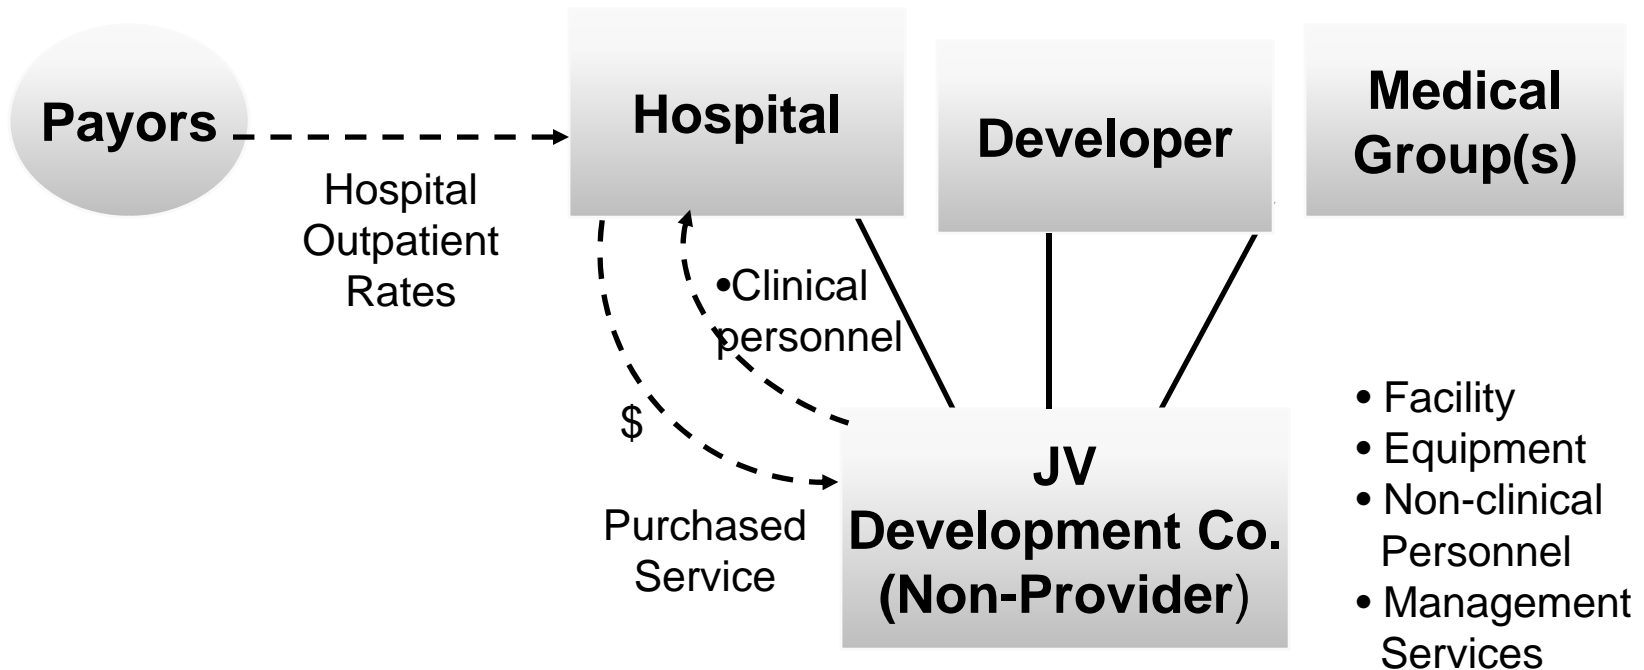 Payors
Hospital
Outpatient
Rates
Hospital
Developer
Medical
Group(s)
•Clinical
personnel
$
Purchased
Service
JV
Development Co.
(Non-Provider)
• Facility
• Equipment
• Non-clinical
Personnel
• Management
Services